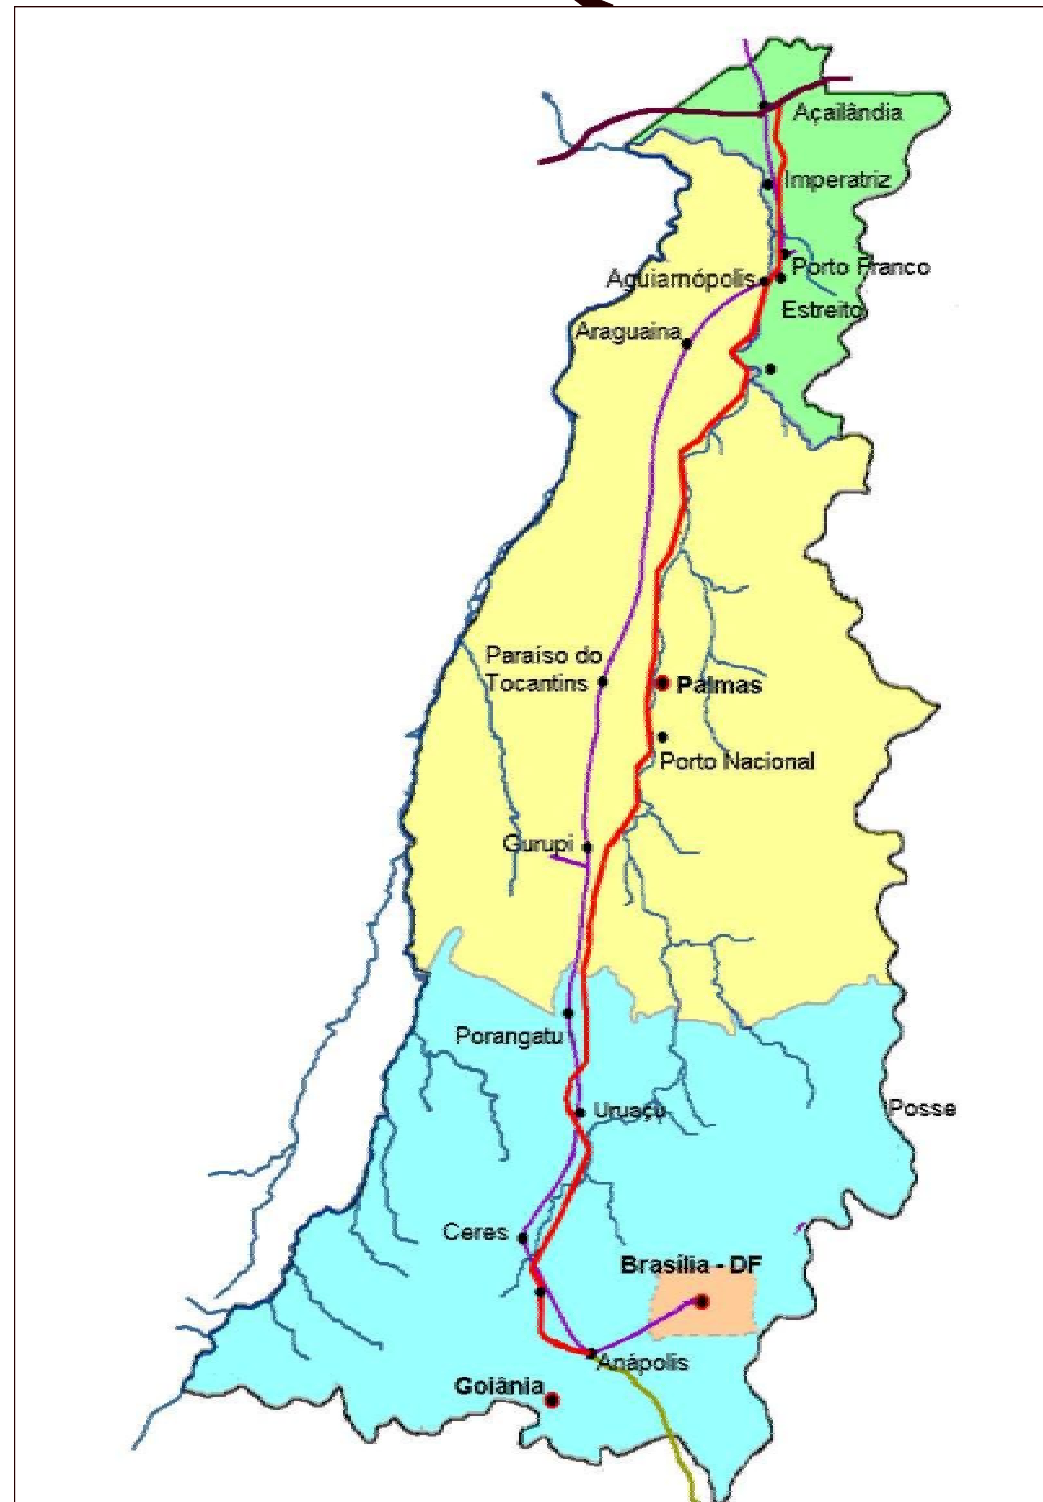 Açailândia
Imperatriz
Porto Franco
Aguiarnópolis
Estreito
Araguaina
Paraíso do
Tocantins
Palmas
Porto Nacional
Gurupi
Porangatu
Uruaçu
Posse
Ceres
Brasília - DF
Anápolis
Goiânia